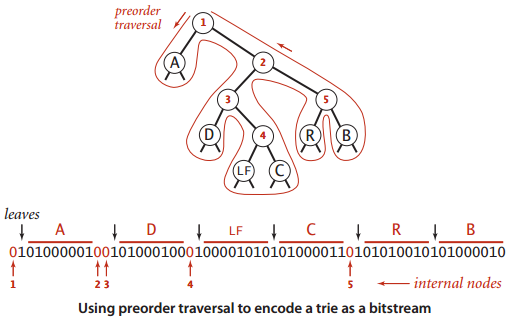 preorder
traversal
1
A
2
3
5
D
4
R
B
LF
C
leaves
A D LF C R B
01010000010010100010001000010101010000110101010010101000010
1 2 3 4 5 internal nodes
Using preorder traversal to encode a trie as a bitstream